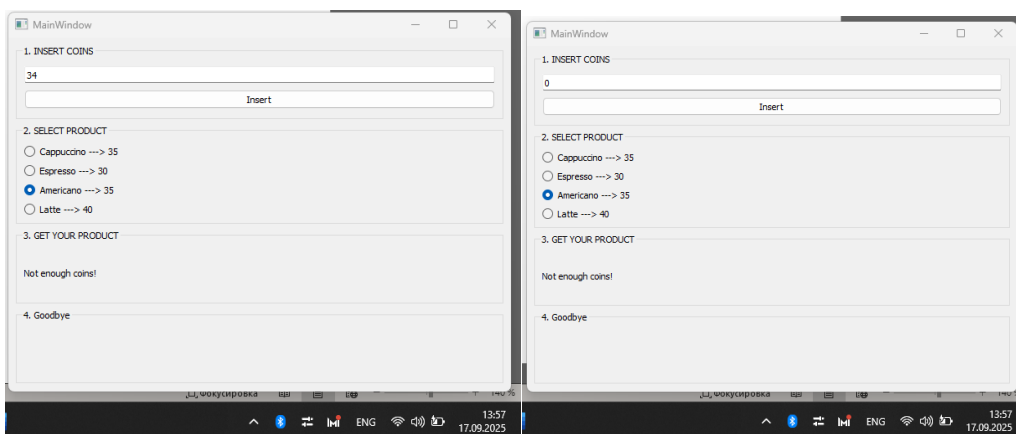 MainWindow
1. INSERT COINS
34
Insert
2. SELECT PRODUCT
Cappuccino ---> 35
Espresso ---> 30
Americano ---> 35
Latte ---> 40
3. GET YOUR PRODUCT
Not enough coins!
4. Goodbye
Фокусировка
140 %
ENG
13:57
17.09.2025
MainWindow
1. INSERT COINS
0
Insert
2. SELECT PRODUCT
Cappuccino ---> 35
Espresso ---> 30
Americano ---> 35
Latte ---> 40
3. GET YOUR PRODUCT
Not enough coins!
4. Goodbye
Фокусировка
ENG
13:57
17.09.2025